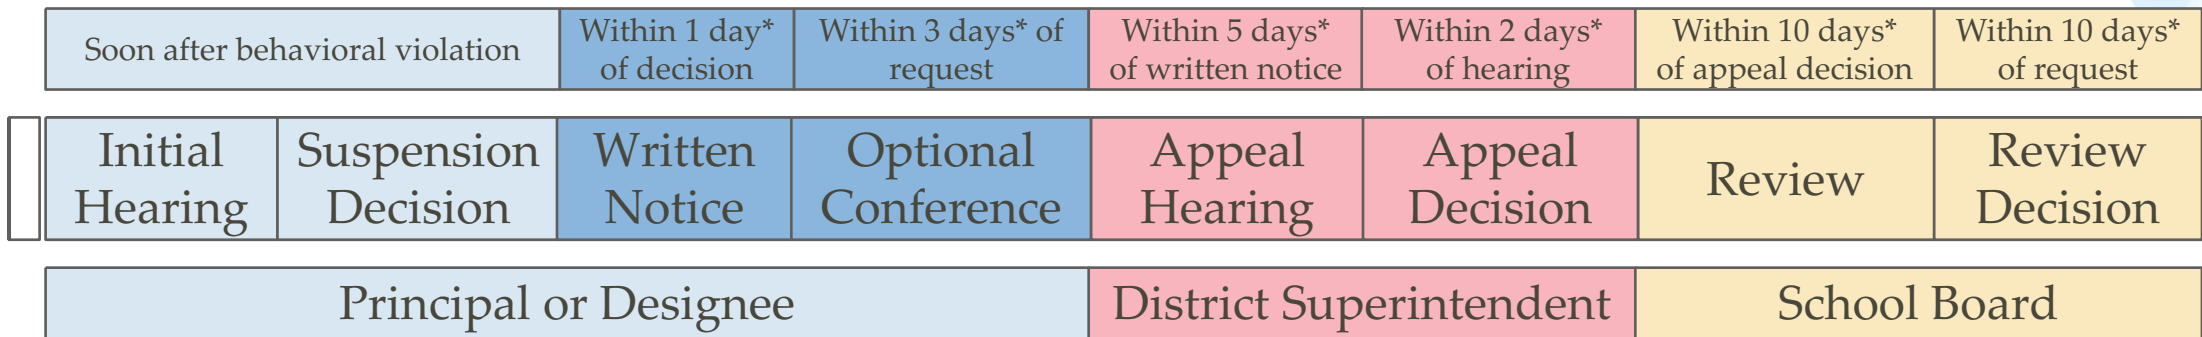 Soon after behavioral violation
Within 1 day*
of decision
Within 3 days* of
request
Within 5 days*
of written notice
Within 2 days*
of hearing
Within 10 days*
of appeal decision
Within 10 days*
of request
Initial
Hearing
Suspension
Decision
Written
Notice
Optional
Conference
Appeal
Hearing
Appeal
Decision
Review
Review
Decision
Principal or Designee
District Superintendent
School Board